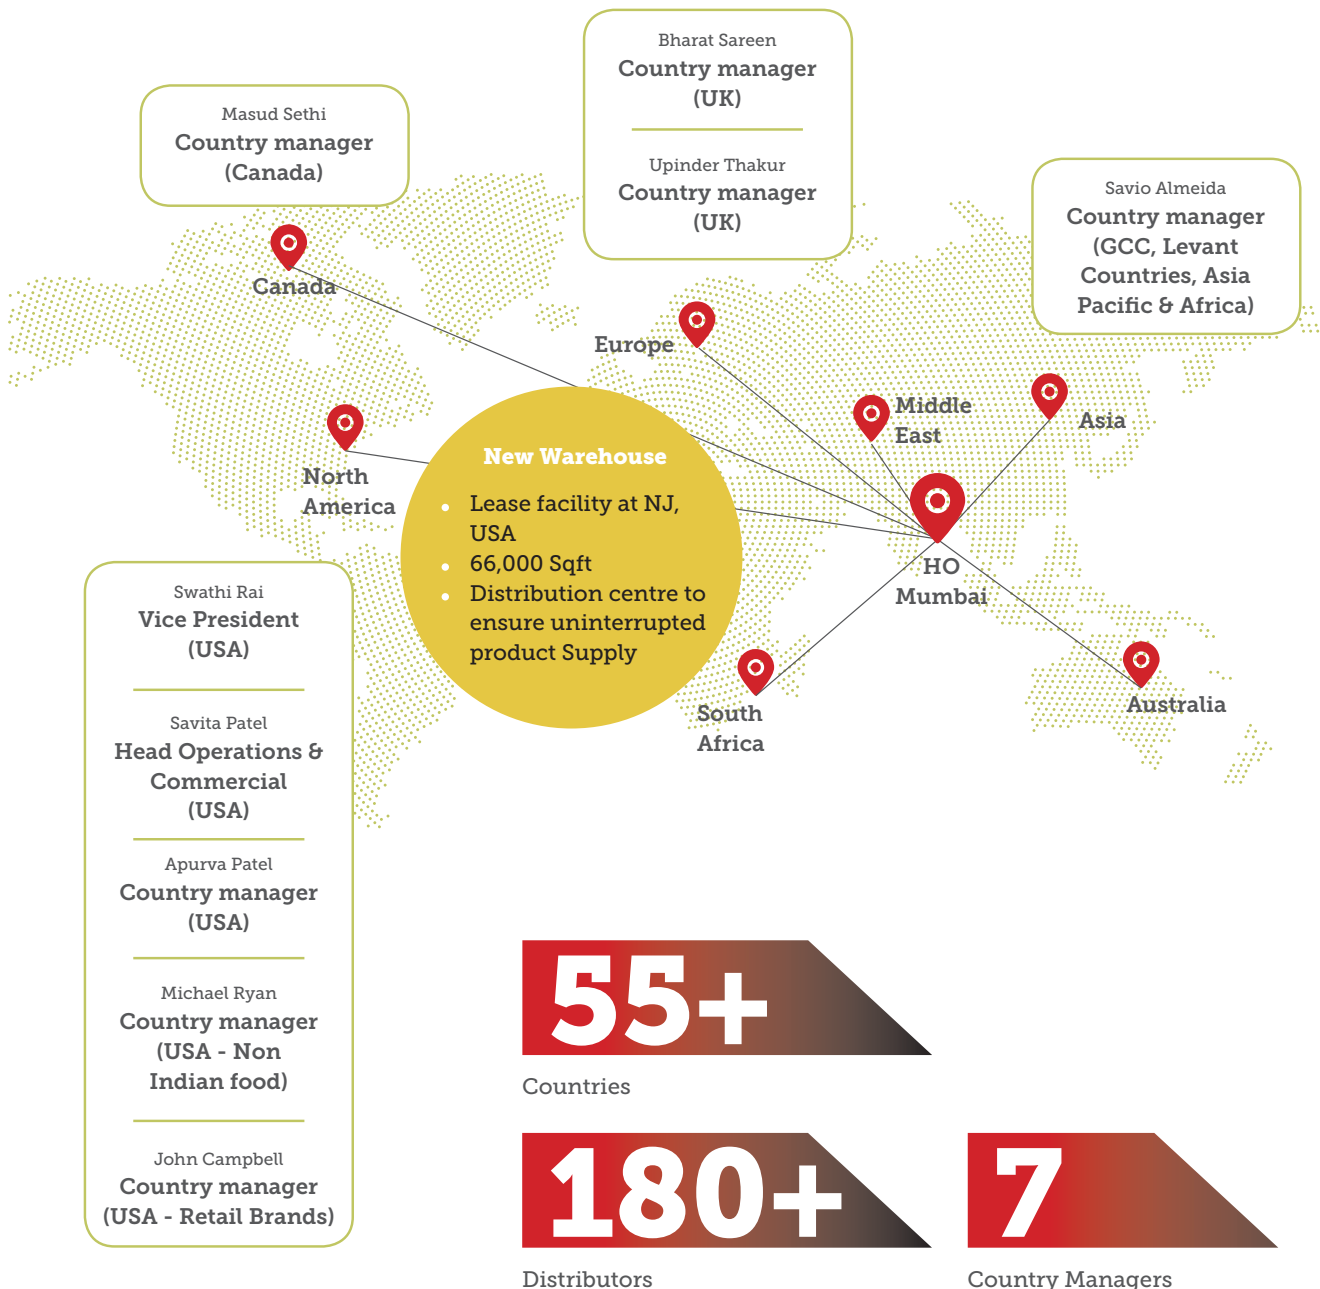 Bharat Sareen
Country manager
(UK)
Upinder Thakur
Country manager
(UK)
Masud Sethi
Country manager
(Canada)
Savio Almeida
Country manager
(GCC, Levant
Countries, Asia
Pacific & Africa)
Canada
Europe
Middle
East
Asia
North
America
New Warehouse
Lease facility at NJ,
USA
66,000 Sqft
Distribution centre to
ensure uninterrupted
product Supply
HO
Mumbai
South
Africa
Australia
Swathi Rai
Vice President
(USA)
Savita Patel
Head Operations &
Commercial
(USA)
Apurva Patel
Country manager
(USA)
Michael Ryan
Country manager
(USA - Non
Indian food)
John Campbell
Country manager
(USA - Retail Brands)
55+
Countries
180+
Distributors
7
Country Managers